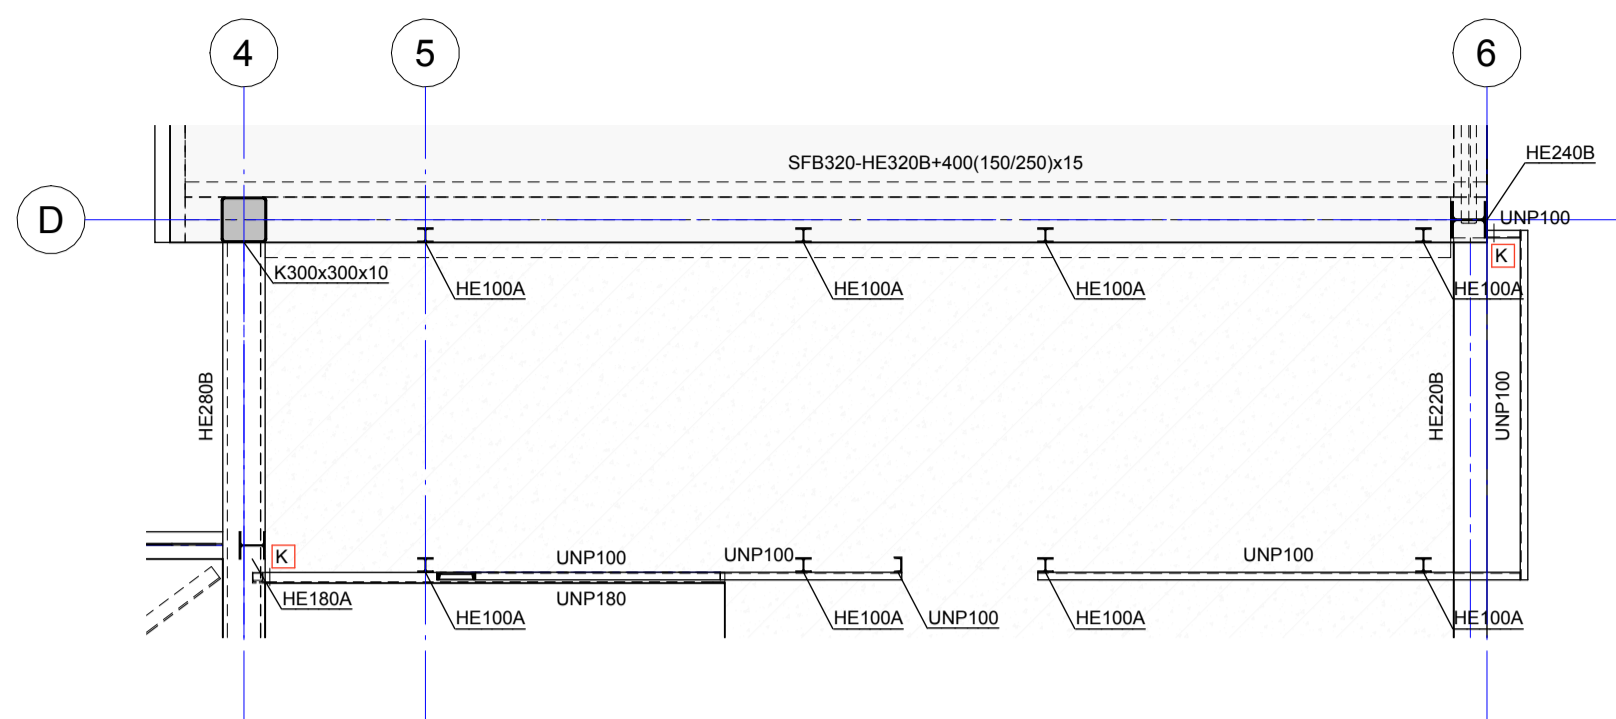 4
5
6
SFB320-HE320B+400(150/250)x15
HE240B
D
UNP100
K
K300x300x10
HE100A
HE100A
HE100A
HE100A
HE280B
HE220B
UNP100
K
UNP100
UNP100
UNP100
HE180A
UNP180
HE100A
HE100A
UNP100
HE100A
HE100A